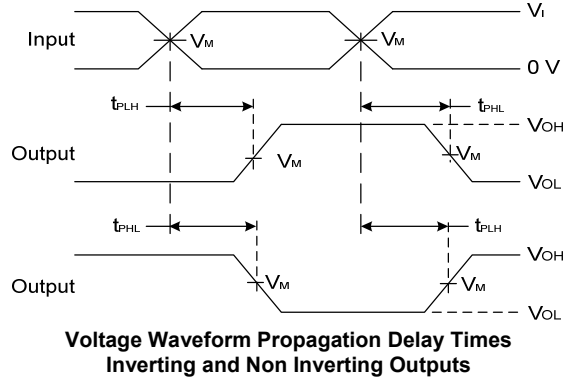 VI
Input VM VM
0 V
tPLH tPHL
VOH
Output VM VM
VOL
tPHL tPLH
VOH
Output VM VM
VOL
Voltage Waveform Propagation Delay Times
Inverting and Non Inverting Outputs